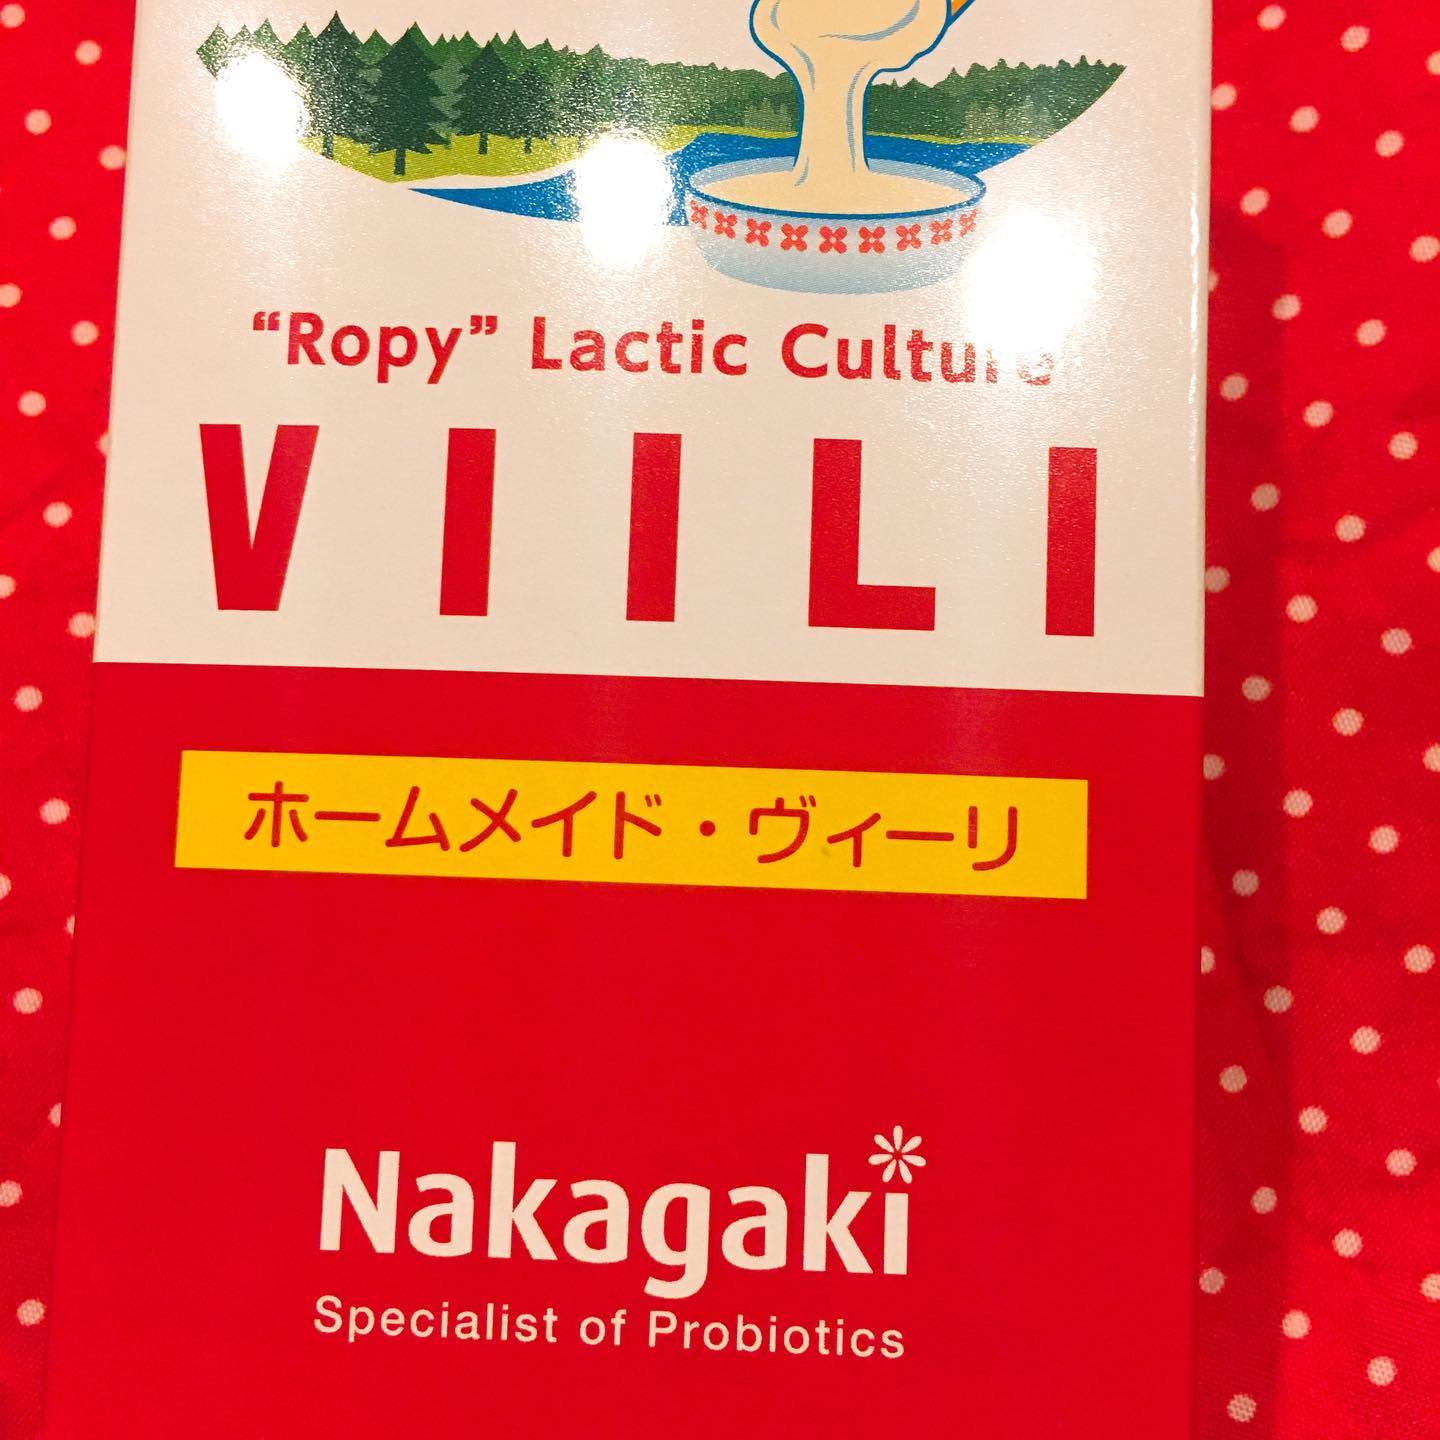 “Ropy” Lactic Culture
VIILI
ホームメイド・ヴィーリ
Nakagaki
Specialist of Probiotics